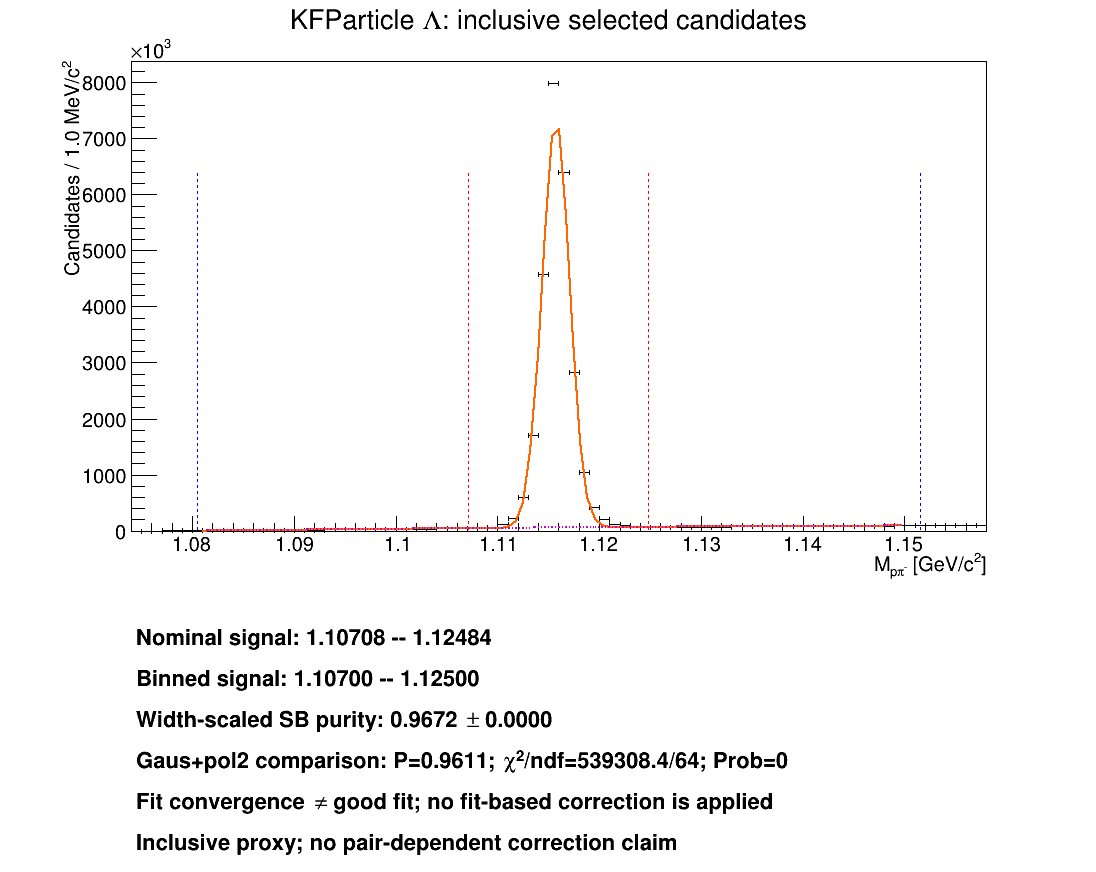 KFParticle Λ: inclusive selected candidates
×10³
Candidates / 1.0 MeV/c²
8000
7000
6000
5000
4000
3000
2000
1000
0
1.08 1.09 1.1 1.11 1.12 1.13 1.14 1.15
M_pπ⁻ [GeV/c²]
Nominal signal: 1.10708 -- 1.12484
Binned signal: 1.10700 -- 1.12500
Width-scaled SB purity: 0.9672 ± 0.0000
Gaus+pol2 comparison: P=0.9611; χ²/ndf=539308.4/64; Prob=0
Fit convergence ≠ good fit; no fit-based correction is applied
Inclusive proxy; no pair-dependent correction claim